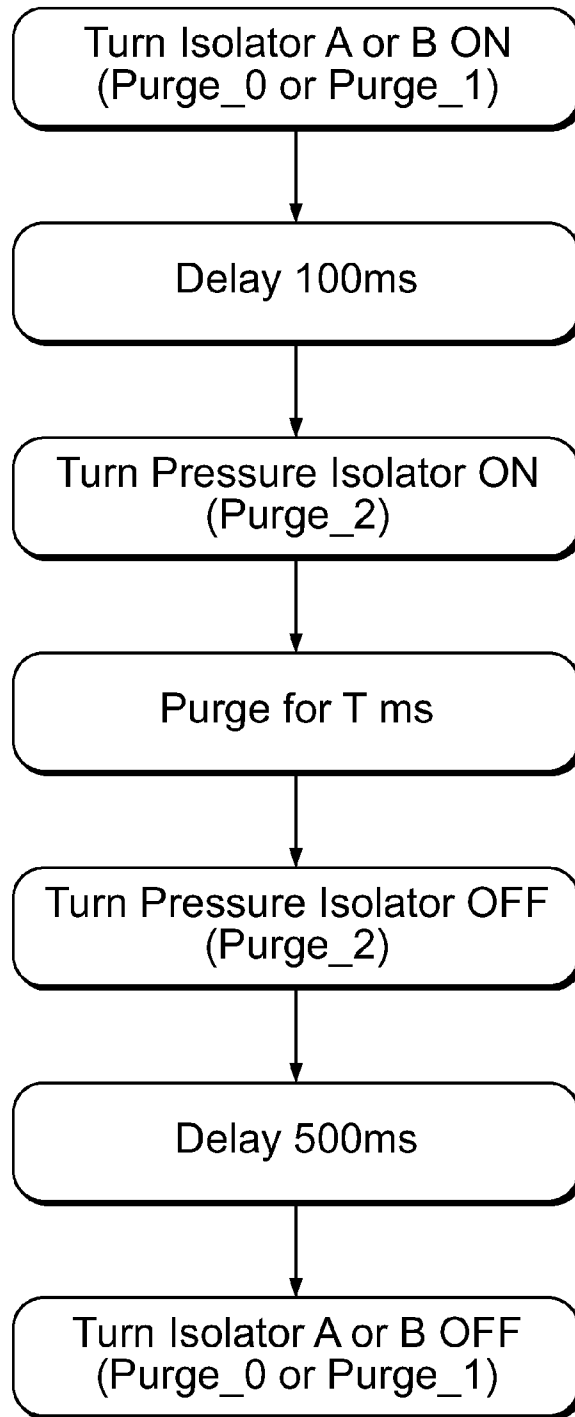 Turn Isolator A or B ON
(Purge_0 or Purge_1)
Delay 100ms
Turn Pressure Isolator ON
(Purge_2)
Purge for T ms
Turn Pressure Isolator OFF
(Purge_2)
Delay 500ms
Turn Isolator A or B OFF
(Purge_0 or Purge_1)